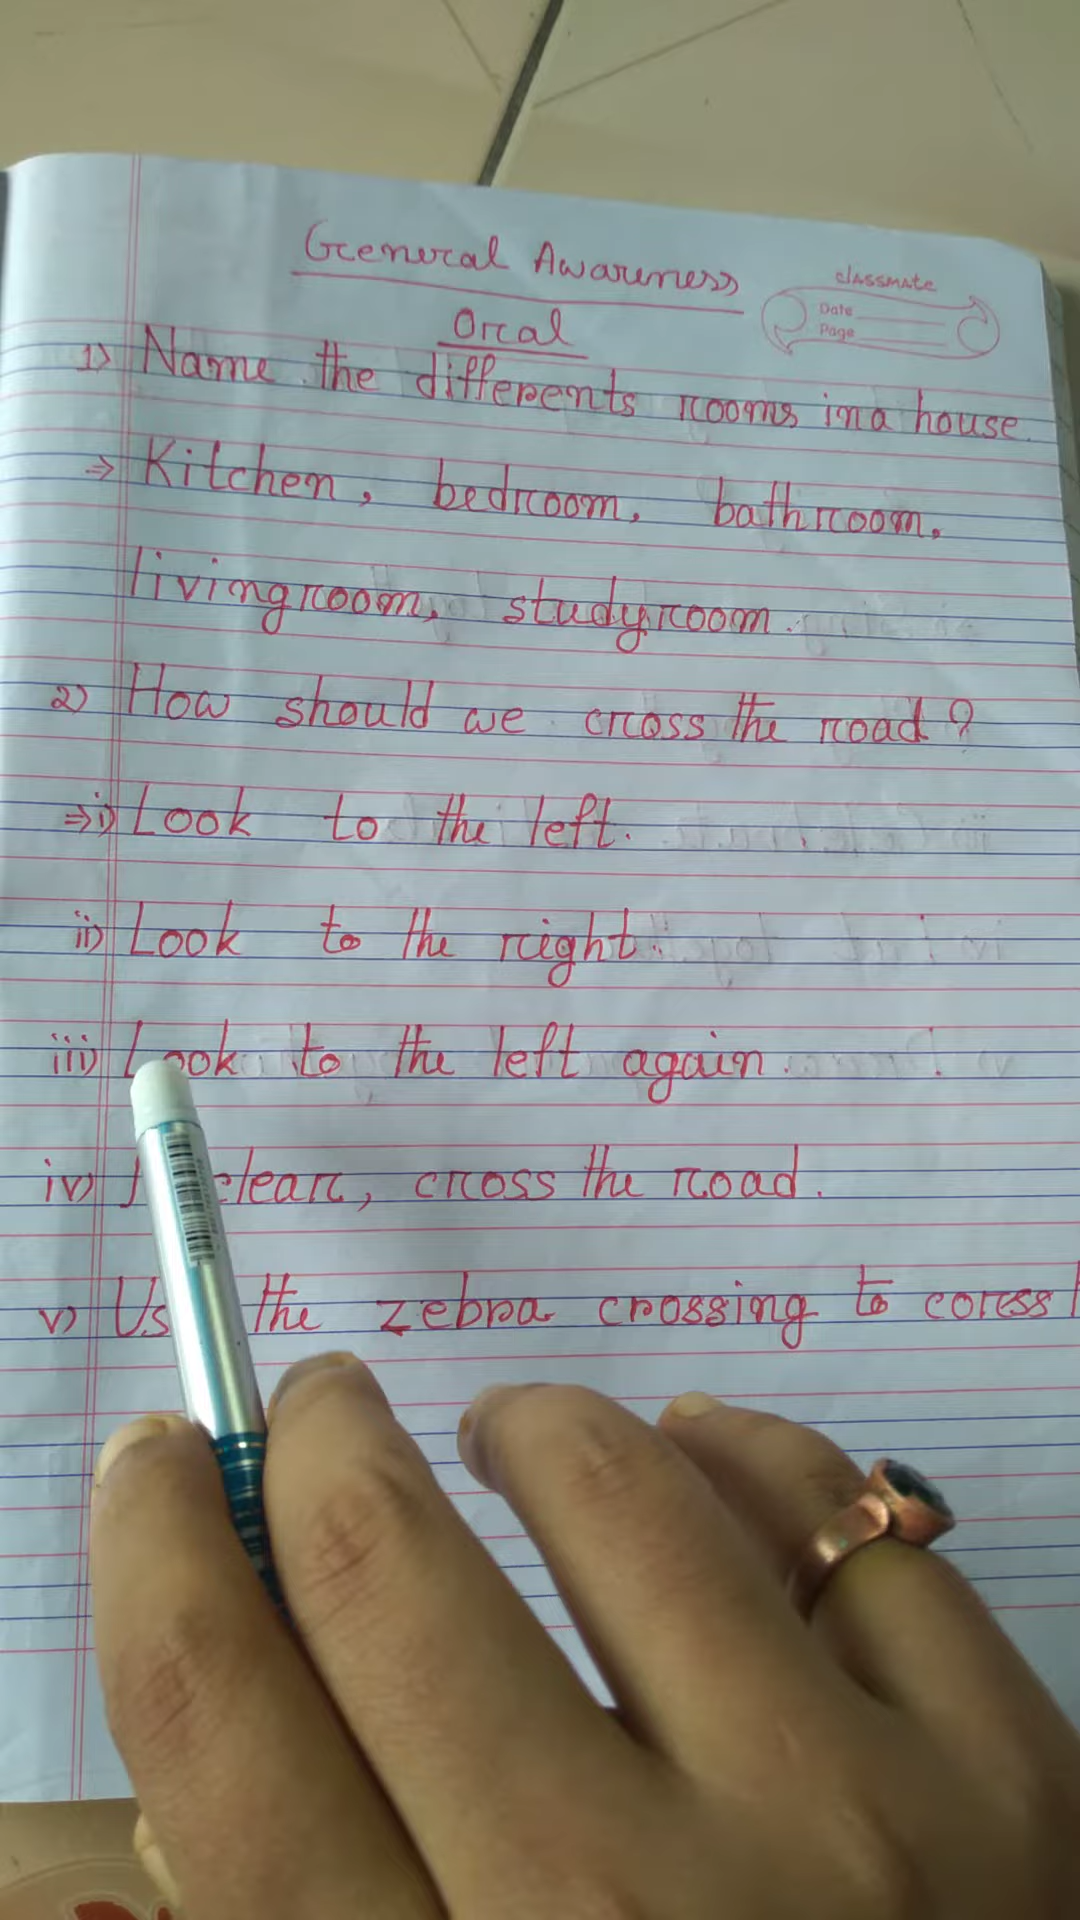 General Awareness
classmate
Date
Page
Oral
1) Name the differents rooms in a house.
⇒ Kitchen, bedroom, bathroom,
livingroom, studyroom.
2) How should we cross the road?
⇒ i) Look to the left.
ii) Look to the right.
iii) Look to the left again.
iv) clear, cross the road.
v) the zebra crossing to coress